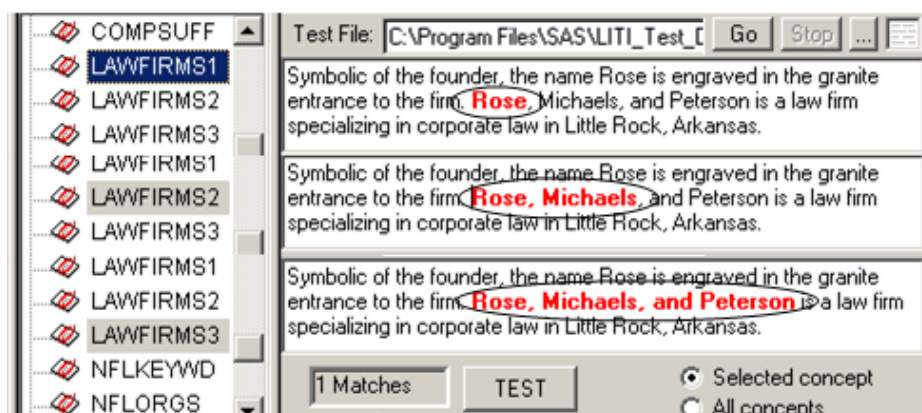 COMPSUFF
LAWFIRMS1
LAWFIRMS2
LAWFIRMS3
LAWFIRMS1
LAWFIRMS2
LAWFIRMS3
LAWFIRMS1
LAWFIRMS2
LAWFIRMS3
NFLKEYWD
NFLORGS
Test File: C:\Program Files\SAS\LITI_Test_D Go Stop ...
Symbolic of the founder, the name Rose is engraved in the granite
entrance to the firm. Rose, Michaels, and Peterson is a law firm
specializing in corporate law in Little Rock, Arkansas.
Symbolic of the founder, the name Rose is engraved in the granite
entrance to the firm. Rose, Michaels, and Peterson is a law firm
specializing in corporate law in Little Rock, Arkansas.
Symbolic of the founder, the name Rose is engraved in the granite
entrance to the firm. Rose, Michaels, and Peterson is a law firm
specializing in corporate law in Little Rock, Arkansas.
1 Matches TEST Selected concept
All concepts